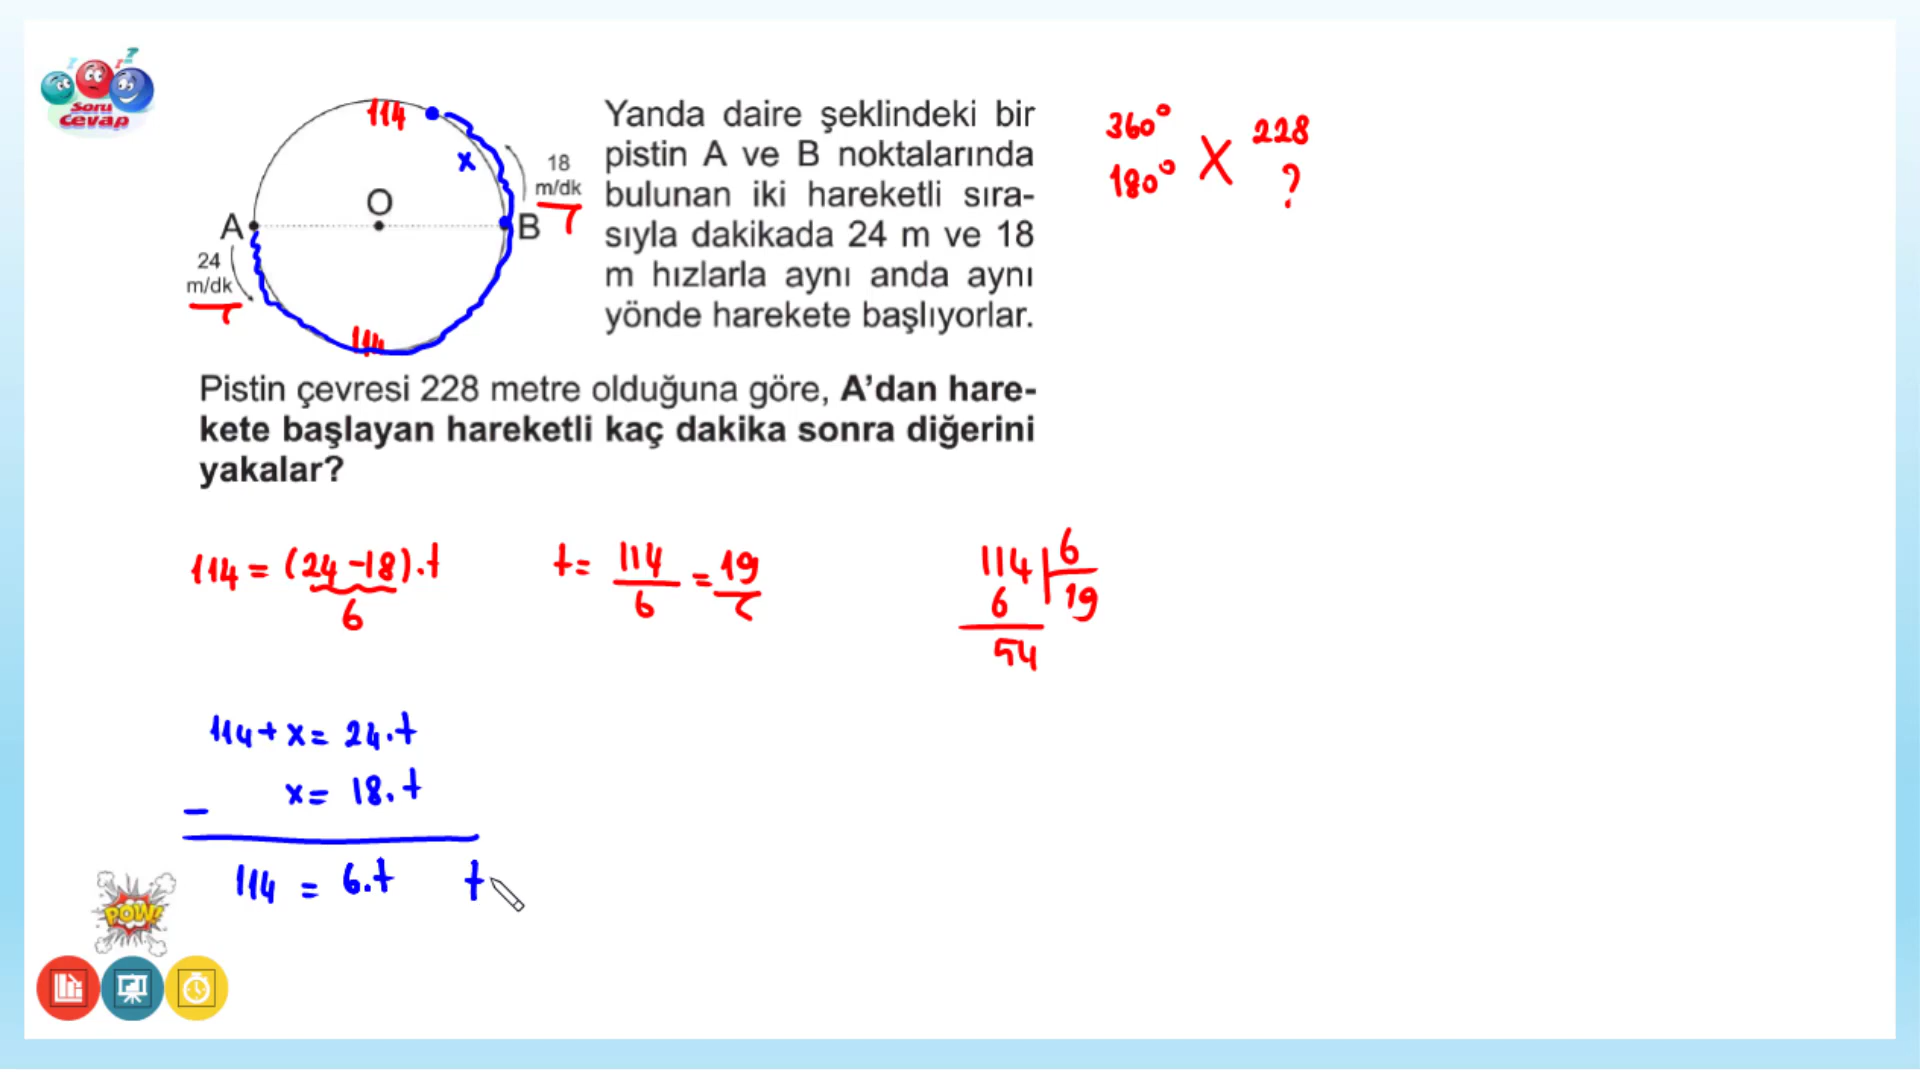 Soru
Cevap
114
x
18
m/dk
O
A
B
24
m/dk
114
Yanda daire şeklindeki bir
pistin A ve B noktalarında
bulunan iki hareketli sıra-
sıyla dakikada 24 m ve 18
m hızlarla aynı anda aynı
yönde harekete başlıyorlar.
360° 228
180° ?
Pistin çevresi 228 metre olduğuna göre, A’dan hare-
kete başlayan hareketli kaç dakika sonra diğerini
yakalar?
114 = (24-18).t
6
t = 114/6 = 19
114 6
6 19
54
114 + x = 24.t
- x = 18.t
114 = 6.t t
POW!